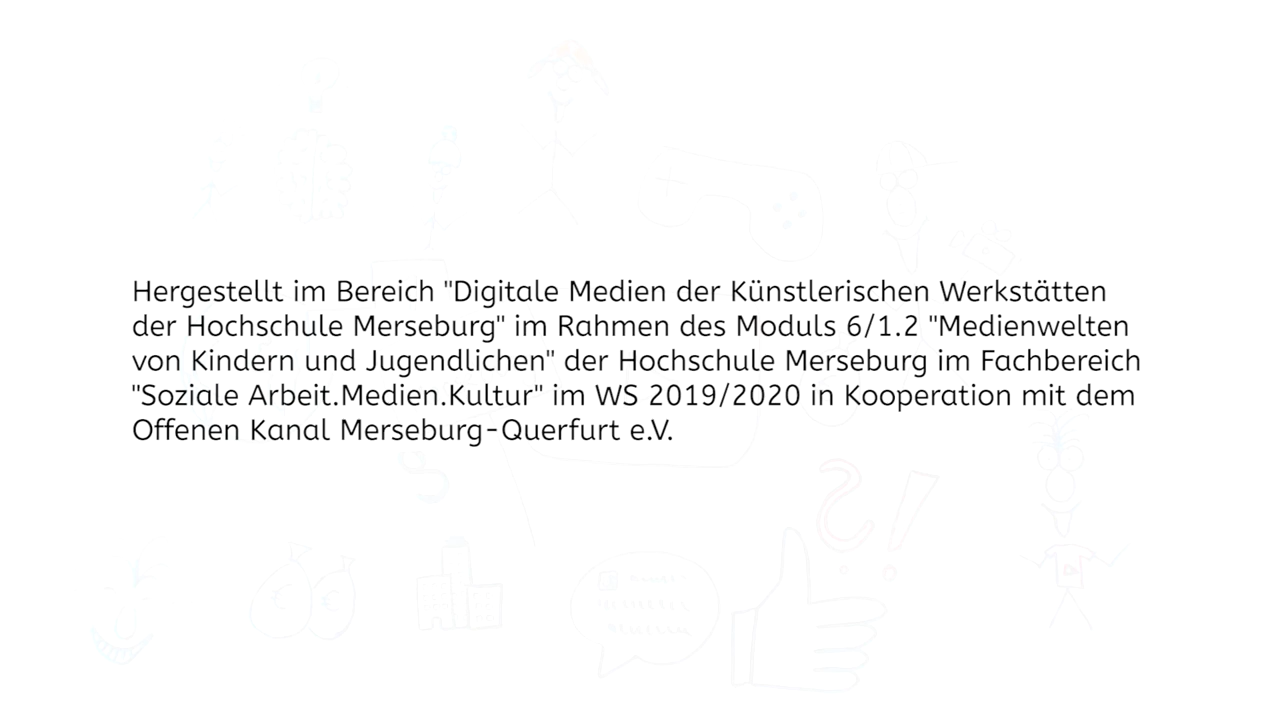 Hergestellt im Bereich "Digitale Medien der Künstlerischen Werkstätten
der Hochschule Merseburg" im Rahmen des Moduls 6/1.2 "Medienwelten
von Kindern und Jugendlichen" der Hochschule Merseburg im Fachbereich
"Soziale Arbeit.Medien.Kultur" im WS 2019/2020 in Kooperation mit dem
Offenen Kanal Merseburg-Querfurt e.V.